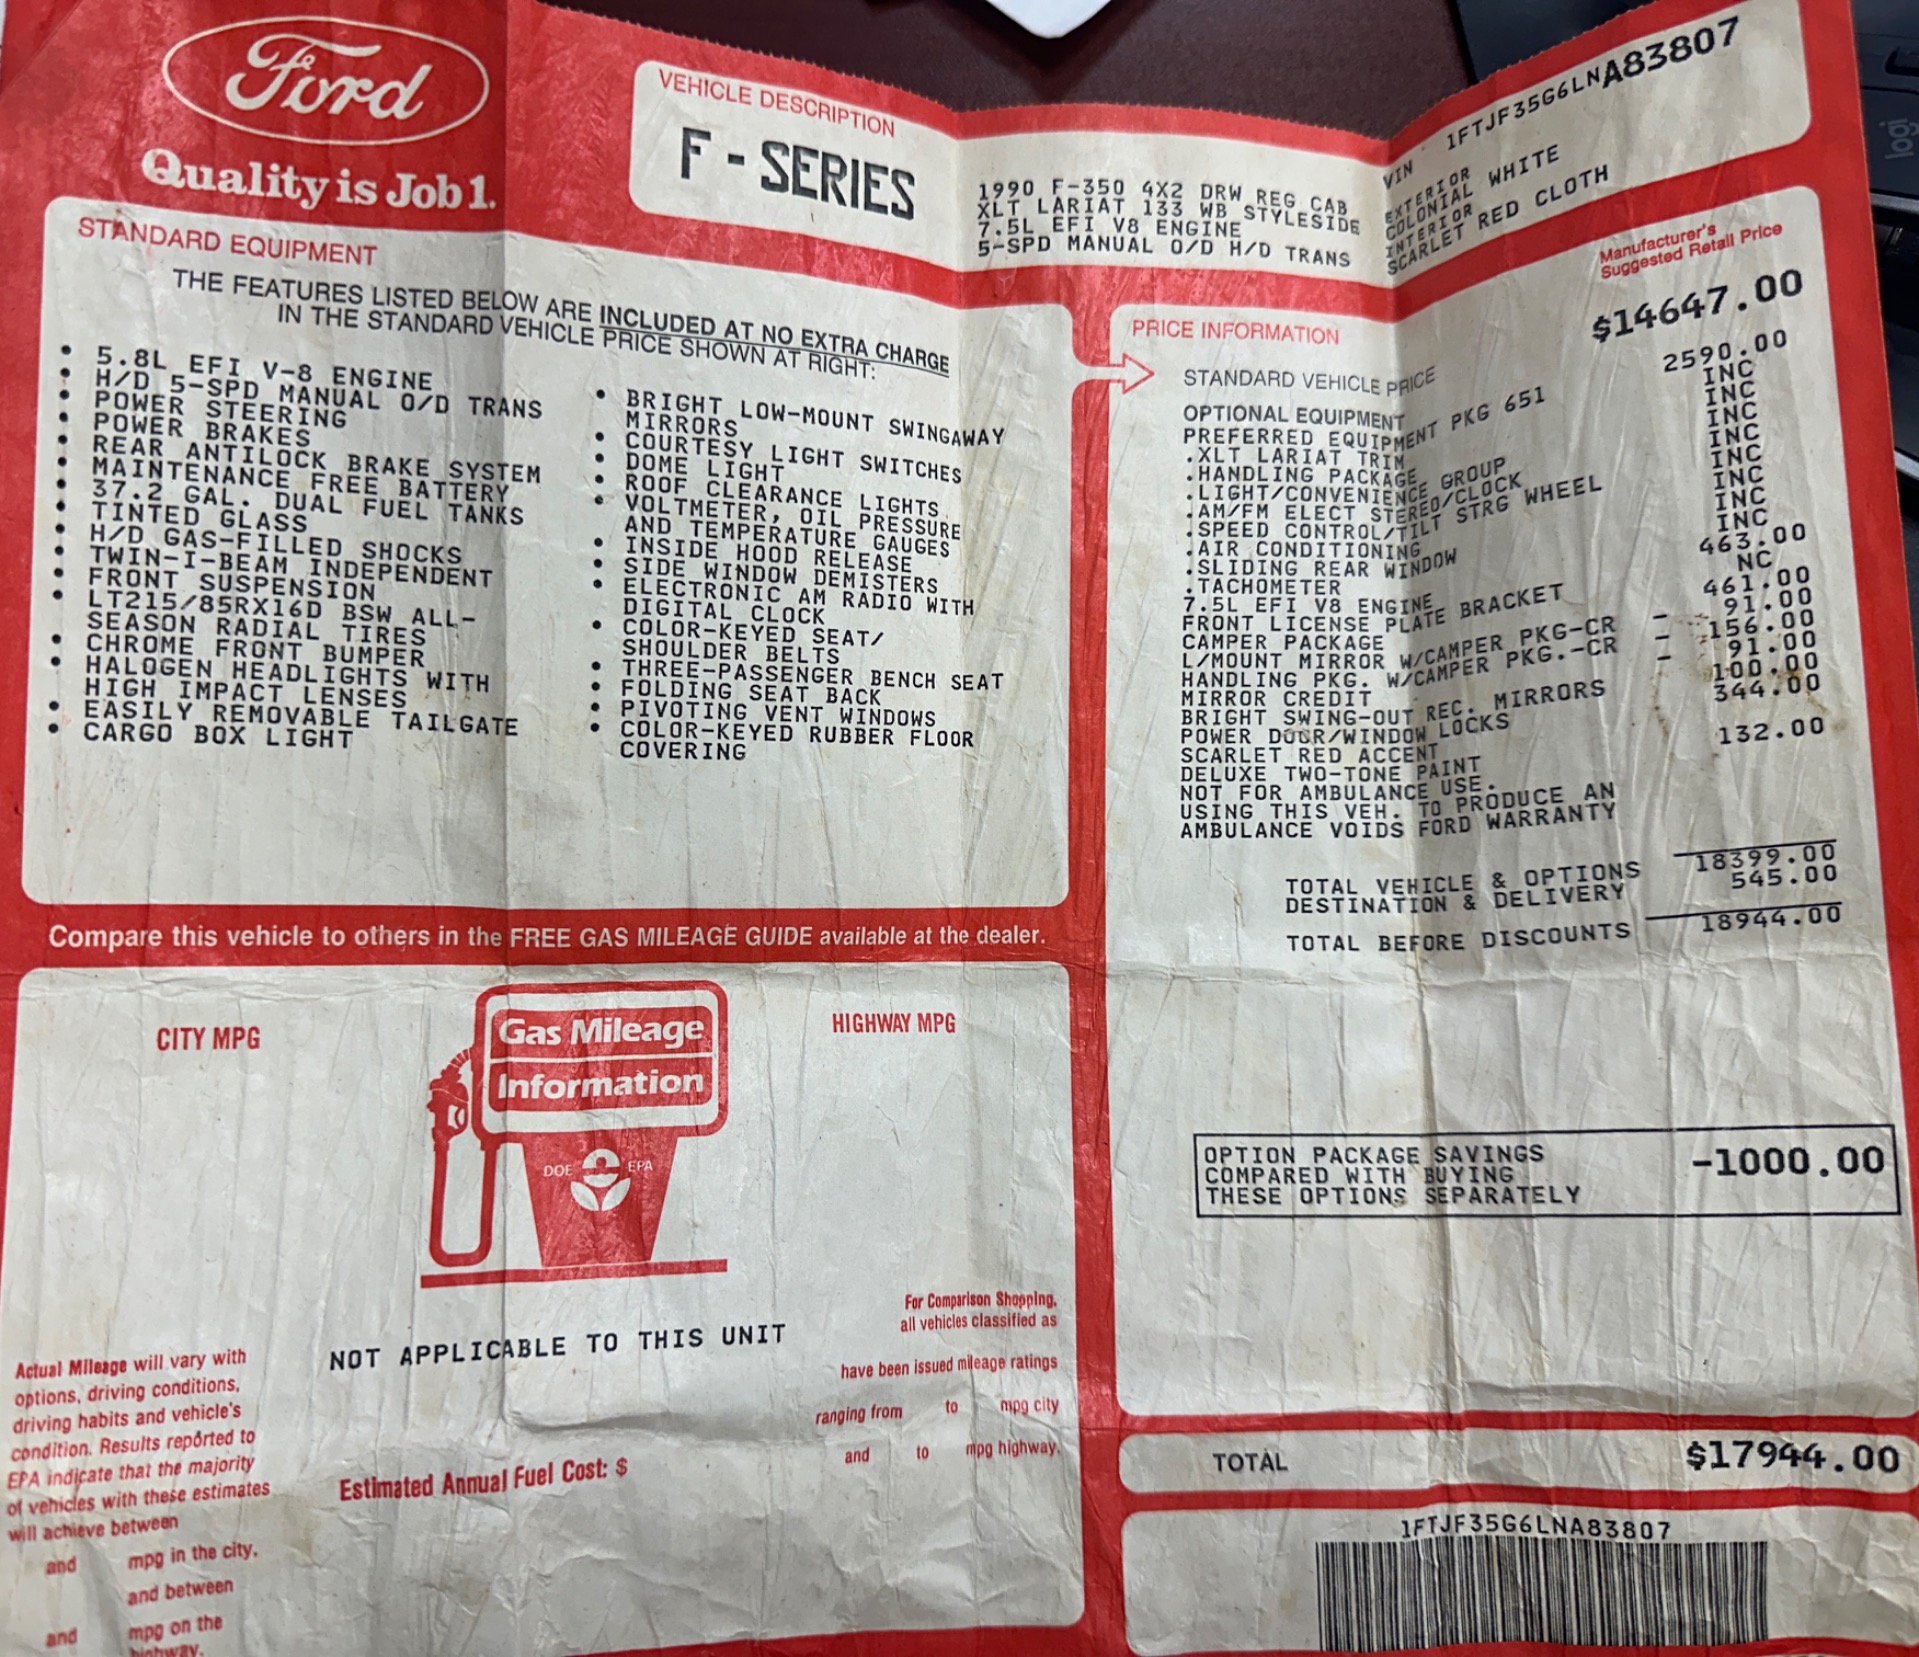 Ford
Quality is Job 1.
VEHICLE DESCRIPTION
F-SERIES
1990 F-350 4X2 DRW REG CAB
XLT LARIAT 133 WB STYLESIDE
7.5L EFI V8 ENGINE
5-SPD MANUAL O/D H/D TRANS
VIN 1FTJF35G6LNA83807
EXTERIOR
COLONIAL WHITE
INTERIOR
SCARLET RED CLOTH
STANDARD EQUIPMENT
THE FEATURES LISTED BELOW ARE INCLUDED AT NO EXTRA CHARGE
IN THE STANDARD VEHICLE PRICE SHOWN AT RIGHT:
• 5.8L EFI V-8 ENGINE
• H/D 5-SPD MANUAL O/D TRANS
• POWER STEERING
• POWER BRAKES
• REAR ANTILOCK BRAKE SYSTEM
• MAINTENANCE FREE BATTERY
• 37.2 GAL. DUAL FUEL TANKS
• TINTED GLASS
• H/D GAS-FILLED SHOCKS
• TWIN-I-BEAM INDEPENDENT
FRONT SUSPENSION
• LT215/85RX16D BSW ALL-
SEASON RADIAL TIRES
• CHROME FRONT BUMPER
• HALOGEN HEADLIGHTS WITH
HIGH IMPACT LENSES
• EASILY REMOVABLE TAILGATE
• CARGO BOX LIGHT
• BRIGHT LOW-MOUNT SWINGAWAY
MIRRORS
• COURTESY LIGHT SWITCHES
• DOME LIGHT
• ROOF CLEARANCE LIGHTS
• VOLTMETER, OIL PRESSURE
AND TEMPERATURE GAUGES
• INSIDE HOOD RELEASE
• SIDE WINDOW DEMISTERS
• ELECTRONIC AM RADIO WITH
DIGITAL CLOCK
• COLOR-KEYED SEAT/
SHOULDER BELTS
• THREE-PASSENGER BENCH SEAT
• FOLDING SEAT BACK
• PIVOTING VENT WINDOWS
• COLOR-KEYED RUBBER FLOOR
COVERING
PRICE INFORMATION
Manufacturer's
Suggested Retail Price
STANDARD VEHICLE PRICE $14647.00
OPTIONAL EQUIPMENT
PREFERRED EQUIPMENT PKG 651 2590.00
.XLT LARIAT TRIM INC
.HANDLING PACKAGE INC
.LIGHT/CONVENIENCE GROUP INC
.AM/FM ELECT STEREO/CLOCK INC
.SPEED CONTROL/TILT STRG WHEEL INC
.AIR CONDITIONING INC
.SLIDING REAR WINDOW INC
.TACHOMETER INC
7.5L EFI V8 ENGINE 463.00
FRONT LICENSE PLATE BRACKET NC
CAMPER PACKAGE 461.00
L/MOUNT MIRROR W/CAMPER PKG-CR - 91.00
HANDLING PKG. W/CAMPER PKG.-CR - 156.00
MIRROR CREDIT - 91.00
BRIGHT SWING-OUT REC. MIRRORS 100.00
POWER DOOR/WINDOW LOCKS 344.00
SCARLET RED ACCENT
DELUXE TWO-TONE PAINT 132.00
NOT FOR AMBULANCE USE.
USING THIS VEH. TO PRODUCE AN
AMBULANCE VOIDS FORD WARRANTY
TOTAL VEHICLE & OPTIONS 18399.00
DESTINATION & DELIVERY 545.00
TOTAL BEFORE DISCOUNTS 18944.00
OPTION PACKAGE SAVINGS
COMPARED WITH BUYING
THESE OPTIONS SEPARATELY
-1000.00
TOTAL $17944.00
1FTJF35G6LNA83807
Compare this vehicle to others in the FREE GAS MILEAGE GUIDE available at the dealer.
CITY MPG
Gas Mileage
Information
HIGHWAY MPG
DOE EPA
NOT APPLICABLE TO THIS UNIT
Actual Mileage will vary with
options, driving conditions,
driving habits and vehicle's
condition. Results reported to
EPA indicate that the majority
of vehicles with these estimates
will achieve between
and mpg in the city,
and between
and mpg on the
highway.
Estimated Annual Fuel Cost: $
For Comparison Shopping,
all vehicles classified as
have been issued mileage ratings
ranging from to mpg city
and to mpg highway.
logi